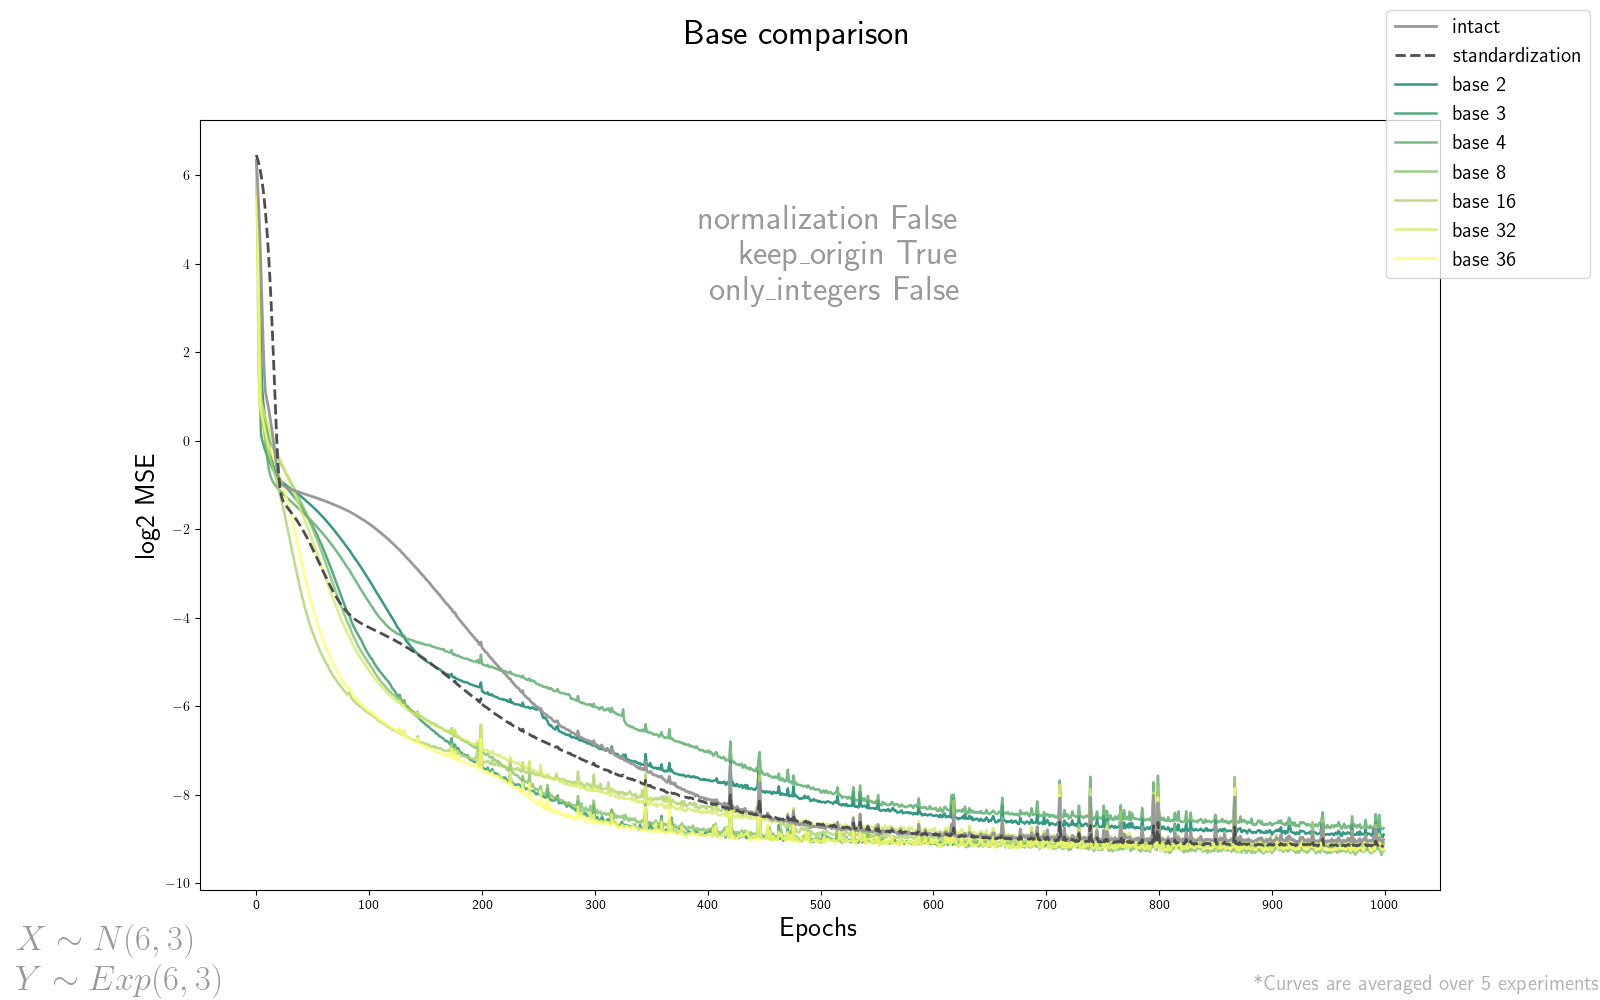 Base comparison
intact
standardization
base 2
base 3
base 4
base 8
base 16
base 32
base 36
normalization False
keep_origin True
only_integers False
6
4
2
0
−2
−4
−6
−8
−10
log2 MSE
0 100 200 300 400 500 600 700 800 900 1000
Epochs
X ∼ N(6, 3)
Y ∼ Exp(6, 3)
*Curves are averaged over 5 experiments